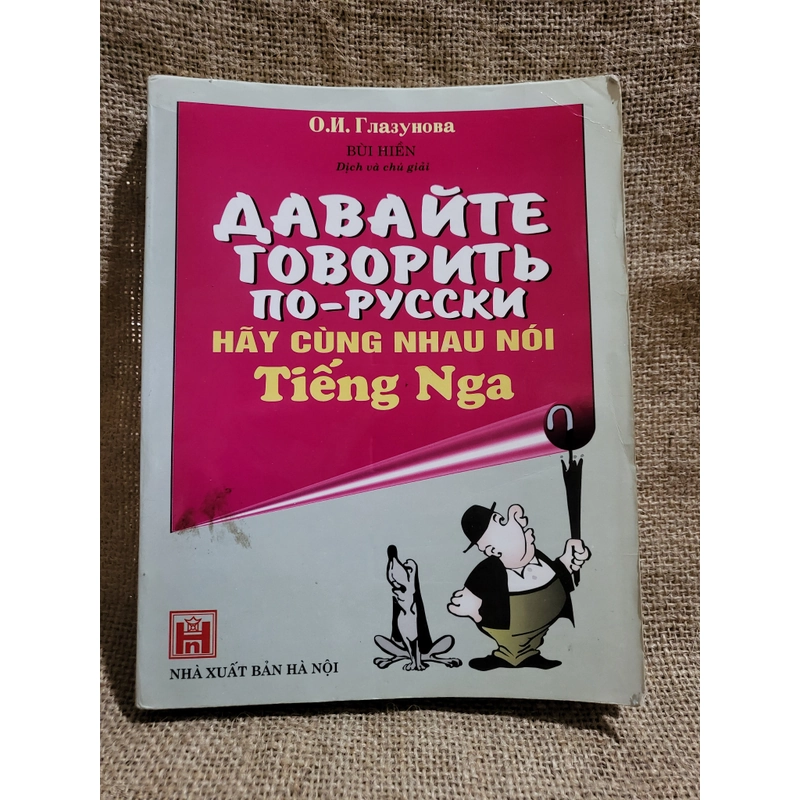 О.И. Глазунова
BÙI HIỀN
Dịch và chú giải
ДАВАЙТЕ
ГОВОРИТЬ
ПО-РУССКИ
HÃY CÙNG NHAU NÓI
Tiếng Nga
Hn
NHÀ XUẤT BẢN HÀ NỘI